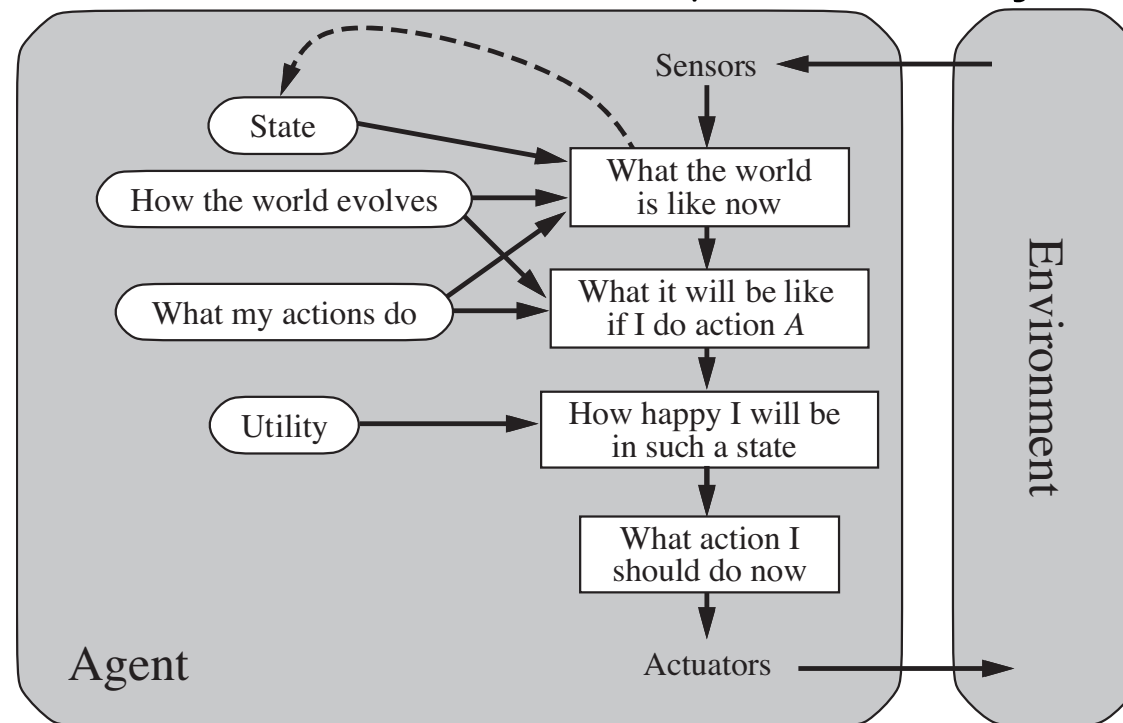 Sensors
State
What the world
is like now
How the world evolves
What it will be like
if I do action A
What my actions do
How happy I will be
in such a state
Utility
What action I
should do now
Agent
Actuators
Environment